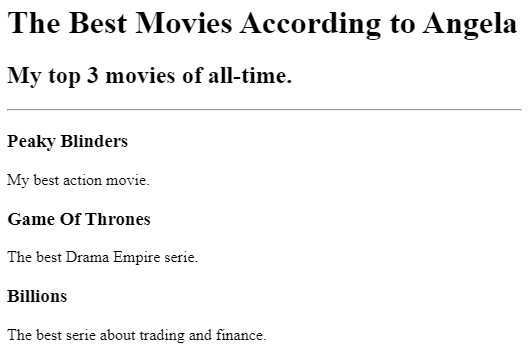 The Best Movies According to Angela
My top 3 movies of all-time.
Peaky Blinders
My best action movie.
Game Of Thrones
The best Drama Empire serie.
Billions
The best serie about trading and finance.